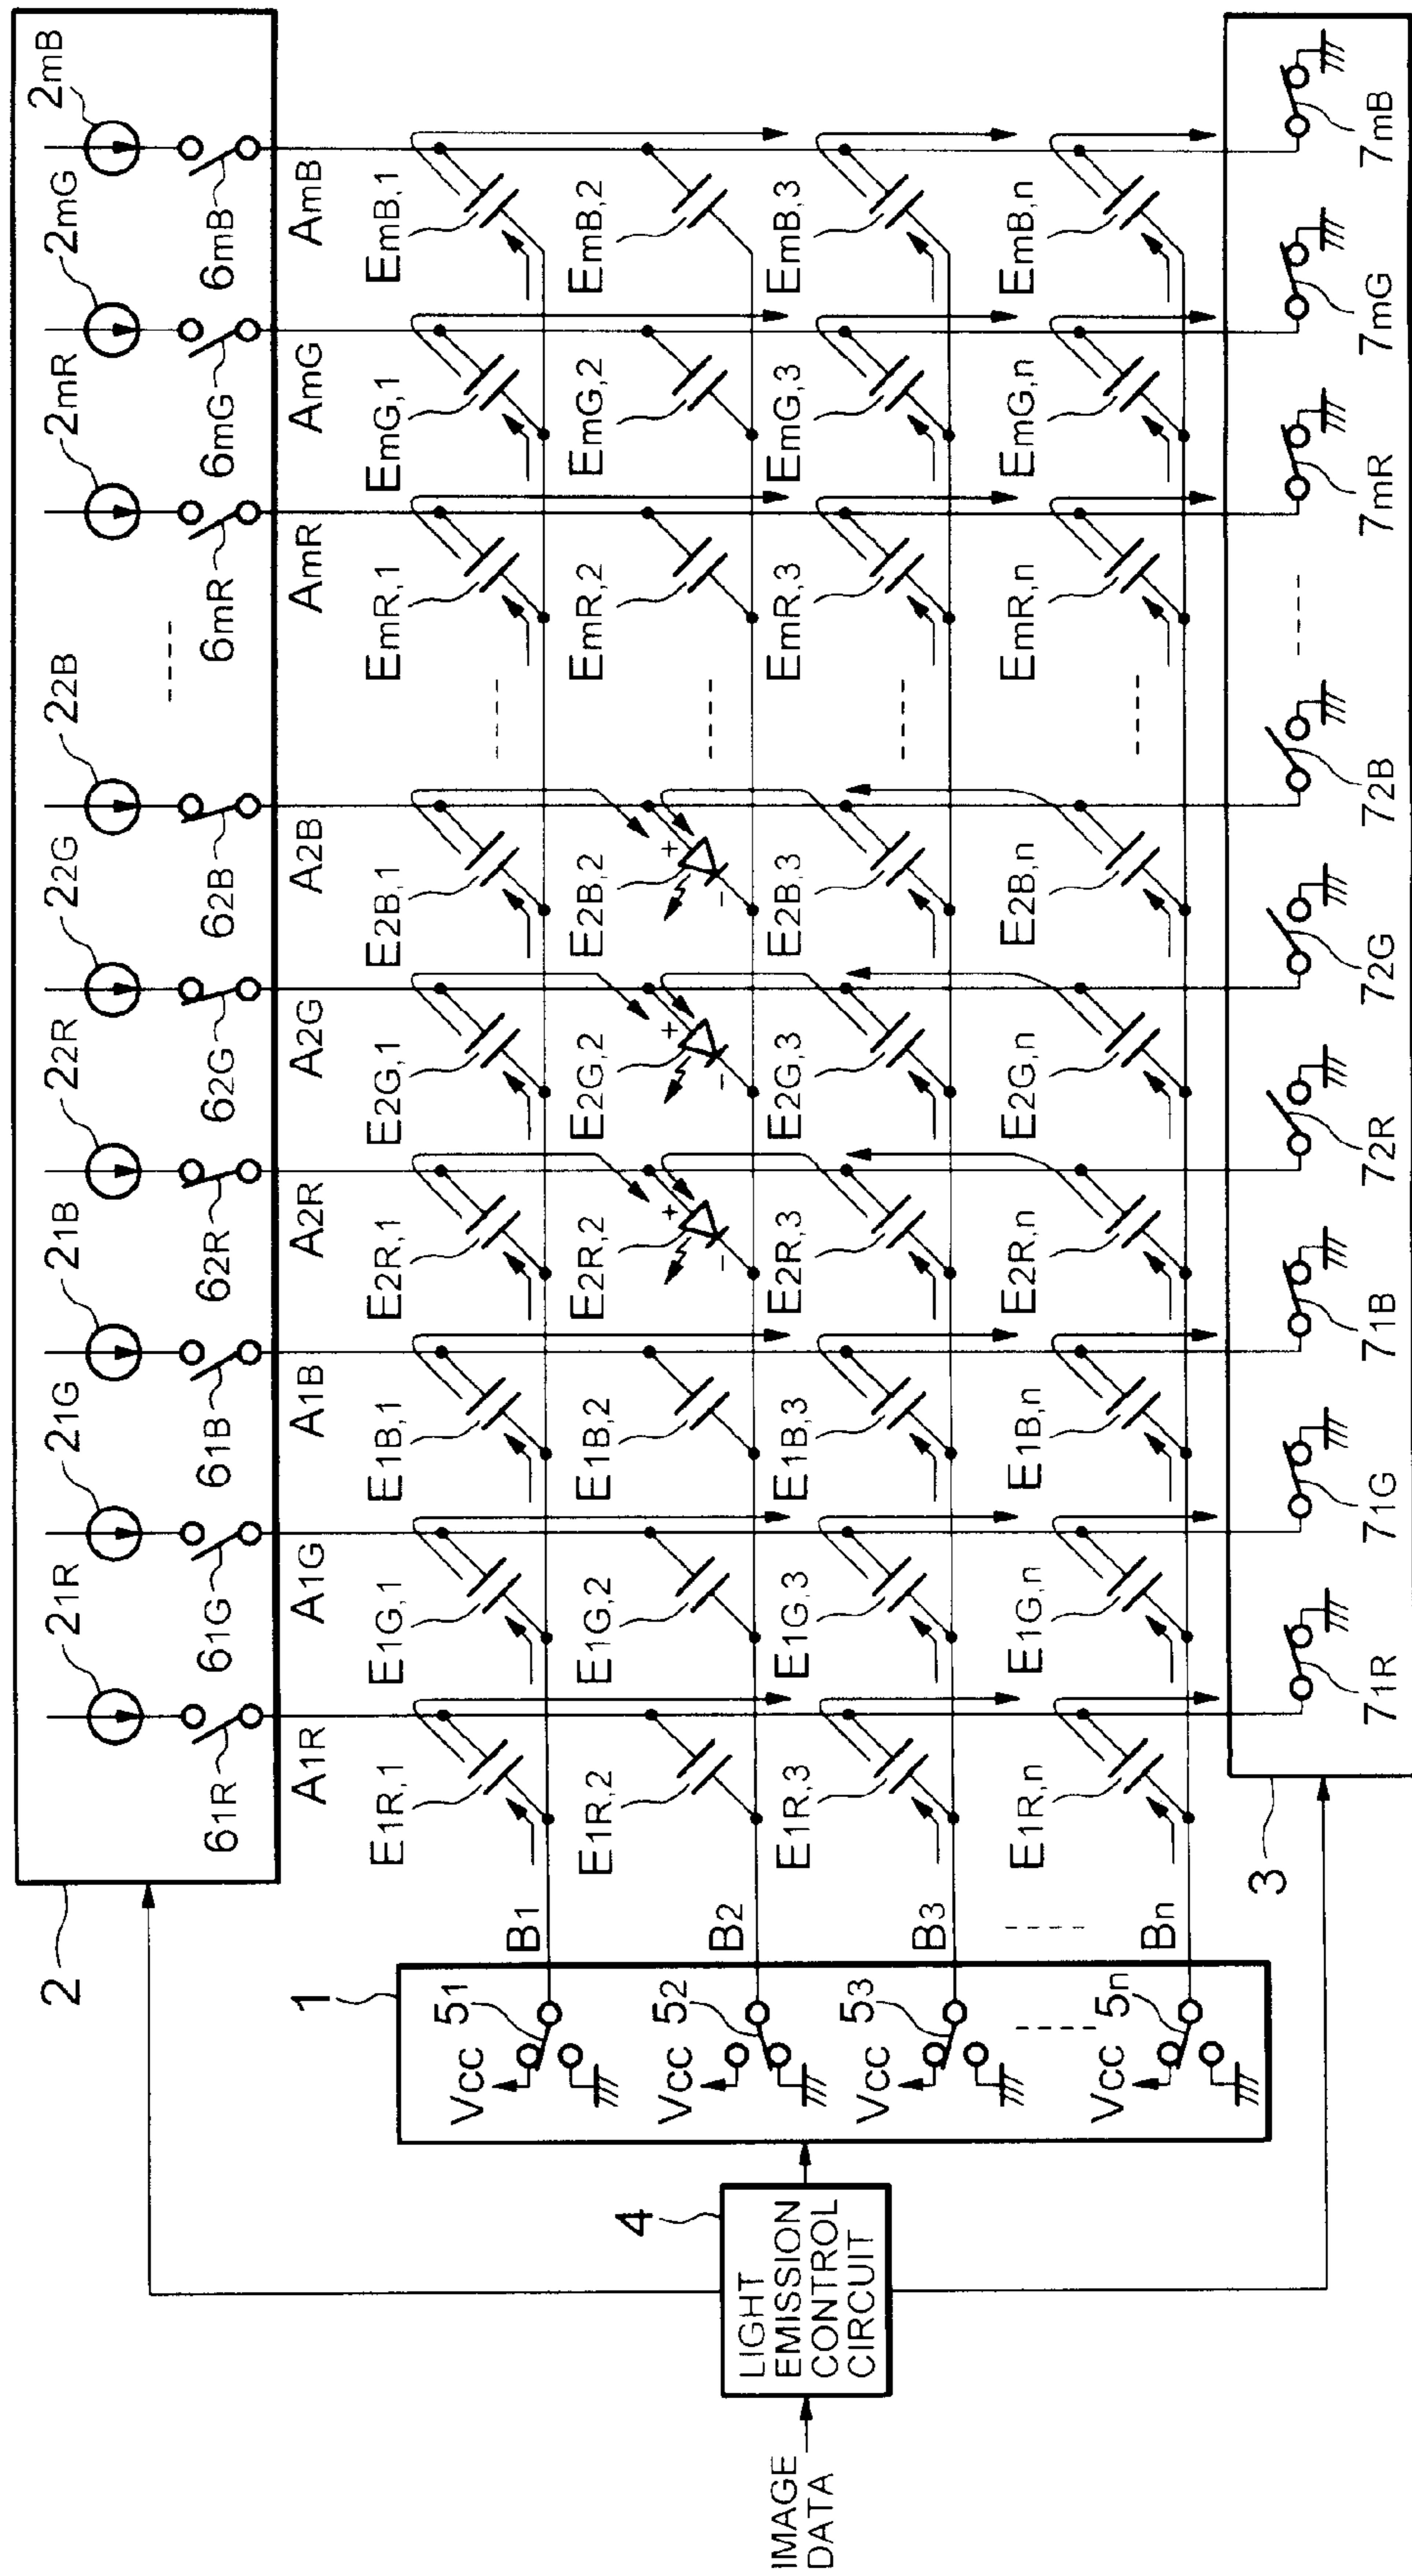 2
21R 21G 21B 22R 22G 22B 2mR 2mG 2mB
61R 61G 61B 62R 62G 62B ---- 6mR 6mG 6mB
A1R A1G A1B A2R A2G A2B AmR AmG AmB
1
B1
VCC 51
E1R,1 E1G,1 E1B,1 E2R,1 E2G,1 E2B,1 ---- EmR,1 EmG,1 EmB,1
B2
VCC 52
E1R,2 E1G,2 E1B,2 E2R,2 E2G,2 E2B,2 ---- EmR,2 EmG,2 EmB,2
+ + +
- - -
B3
VCC 53
E1R,3 E1G,3 E1B,3 E2R,3 E2G,3 E2B,3 ---- EmR,3 EmG,3 EmB,3
Bn
VCC 5n
E1R,n E1G,n E1B,n E2R,n E2G,n E2B,n ---- EmR,n EmG,n EmB,n
4
LIGHT
EMISSION
CONTROL
CIRCUIT
IMAGE
DATA
3
71R 71G 71B 72R 72G 72B ---- 7mR 7mG 7mB